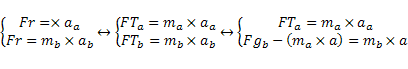 {Fr = × a_a ↔ {FT_a = m_a × a_a ↔ {FT_a = m_a × a_a
{Fr = m_b × a_b ↔ {FT_b = m_b × a_b ↔ {Fg_b − (m_a × a) = m_b × a